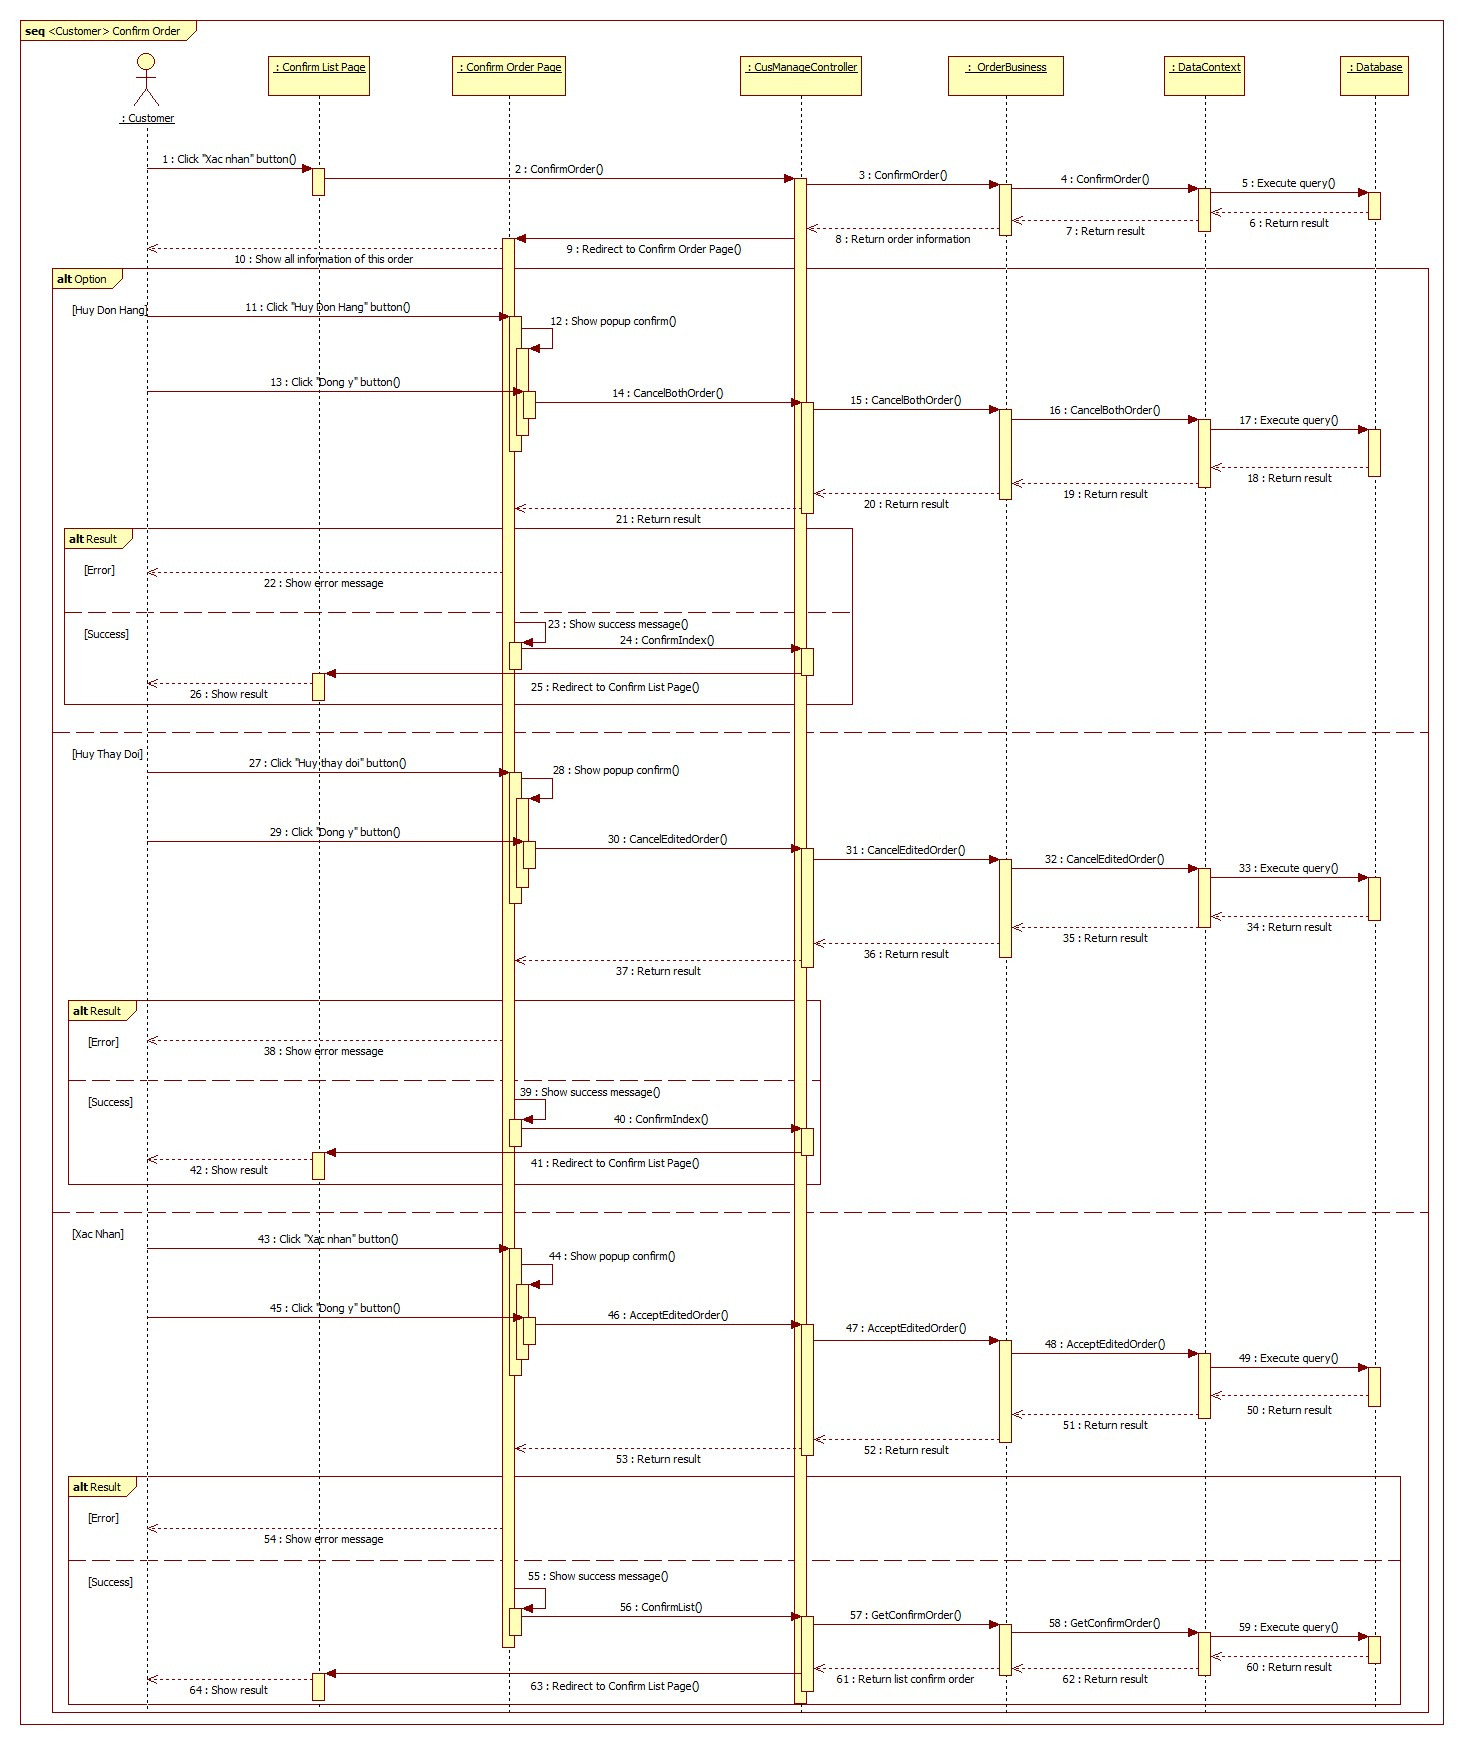 seq <Customer> Confirm Order
: Customer
: Confirm List Page
: Confirm Order Page
: CusManageController
: OrderBusiness
: DataContext
: Database
1 : Click "Xac nhan" button()
2 : ConfirmOrder()
3 : ConfirmOrder()
4 : ConfirmOrder()
5 : Execute query()
6 : Return result
7 : Return result
8 : Return order information
9 : Redirect to Confirm Order Page()
10 : Show all information of this order
alt Option
[Huy Don Hang]
11 : Click "Huy Don Hang" button()
12 : Show popup confirm()
13 : Click "Dong y" button()
14 : CancelBothOrder()
15 : CancelBothOrder()
16 : CancelBothOrder()
17 : Execute query()
18 : Return result
19 : Return result
20 : Return result
21 : Return result
alt Result
[Error]
22 : Show error message
[Success]
23 : Show success message()
24 : ConfirmIndex()
25 : Redirect to Confirm List Page()
26 : Show result
[Huy Thay Doi]
27 : Click "Huy thay doi" button()
28 : Show popup confirm()
29 : Click "Dong y" button()
30 : CancelEditedOrder()
31 : CancelEditedOrder()
32 : CancelEditedOrder()
33 : Execute query()
34 : Return result
35 : Return result
36 : Return result
37 : Return result
alt Result
[Error]
38 : Show error message
[Success]
39 : Show success message()
40 : ConfirmIndex()
41 : Redirect to Confirm List Page()
42 : Show result
[Xac Nhan]
43 : Click "Xac nhan" button()
44 : Show popup confirm()
45 : Click "Dong y" button()
46 : AcceptEditedOrder()
47 : AcceptEditedOrder()
48 : AcceptEditedOrder()
49 : Execute query()
50 : Return result
51 : Return result
52 : Return result
53 : Return result
alt Result
[Error]
54 : Show error message
[Success]
55 : Show success message()
56 : ConfirmList()
57 : GetConfirmOrder()
58 : GetConfirmOrder()
59 : Execute query()
60 : Return result
61 : Return list confirm order
62 : Return result
63 : Redirect to Confirm List Page()
64 : Show result